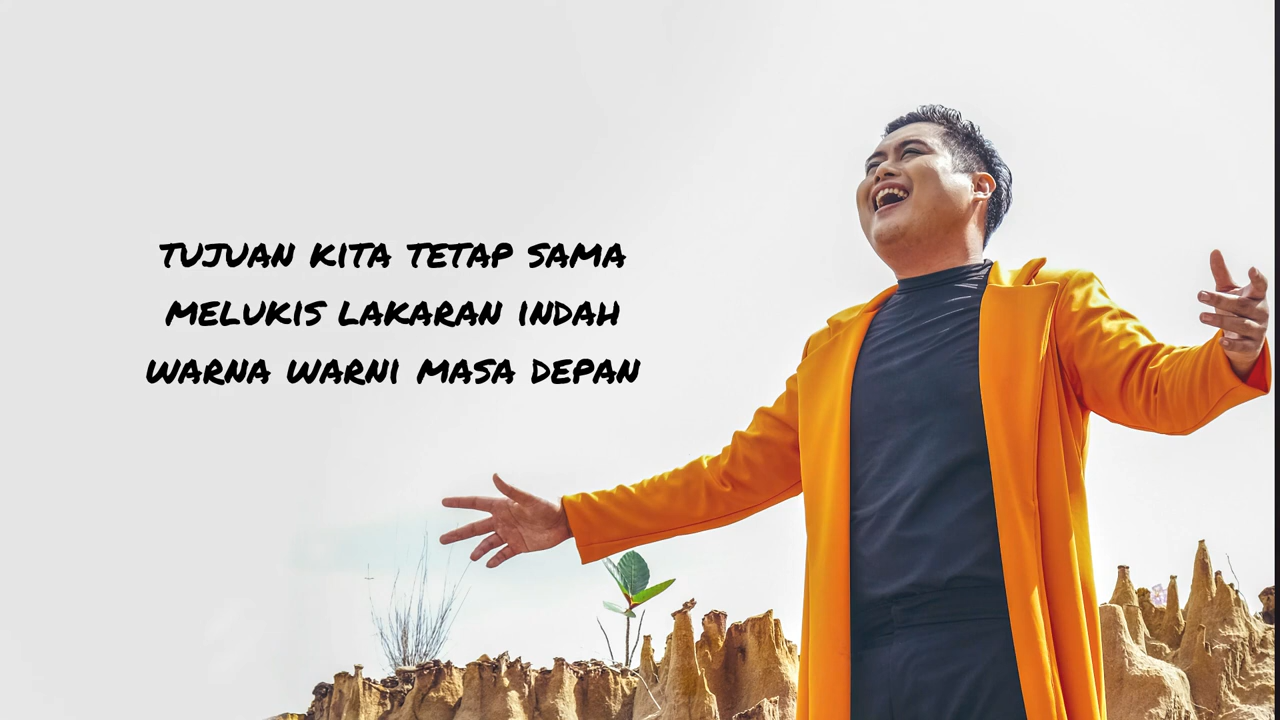 TUJUAN KITA TETAP SAMA
MELUKIS LAKARAN INDAH
WARNA WARNI MASA DEPAN